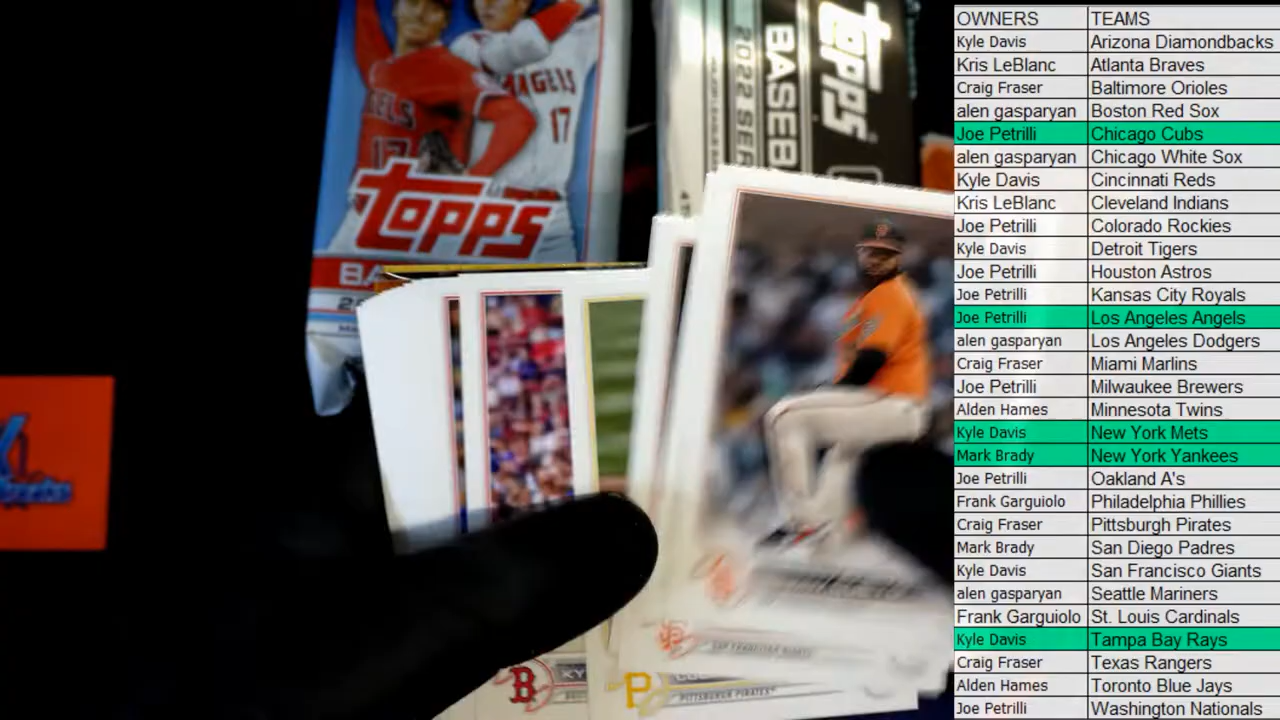 ANGELS
17
17
topps
BA
topps
BASEB
2022 SER
B
KY
P
PITTSBURGH PIRATES
SF
SAN FRANCISCO GIANTS
OWNERS TEAMS
Kyle Davis Arizona Diamondbacks
Kris LeBlanc Atlanta Braves
Craig Fraser Baltimore Orioles
alen gasparyan Boston Red Sox
Joe Petrilli Chicago Cubs
alen gasparyan Chicago White Sox
Kyle Davis Cincinnati Reds
Kris LeBlanc Cleveland Indians
Joe Petrilli Colorado Rockies
Kyle Davis Detroit Tigers
Joe Petrilli Houston Astros
Joe Petrilli Kansas City Royals
Joe Petrilli Los Angeles Angels
alen gasparyan Los Angeles Dodgers
Craig Fraser Miami Marlins
Joe Petrilli Milwaukee Brewers
Alden Hames Minnesota Twins
Kyle Davis New York Mets
Mark Brady New York Yankees
Joe Petrilli Oakland A's
Frank Garguiolo Philadelphia Phillies
Craig Fraser Pittsburgh Pirates
Mark Brady San Diego Padres
Kyle Davis San Francisco Giants
alen gasparyan Seattle Mariners
Frank Garguiolo St. Louis Cardinals
Kyle Davis Tampa Bay Rays
Craig Fraser Texas Rangers
Alden Hames Toronto Blue Jays
Joe Petrilli Washington Nationals